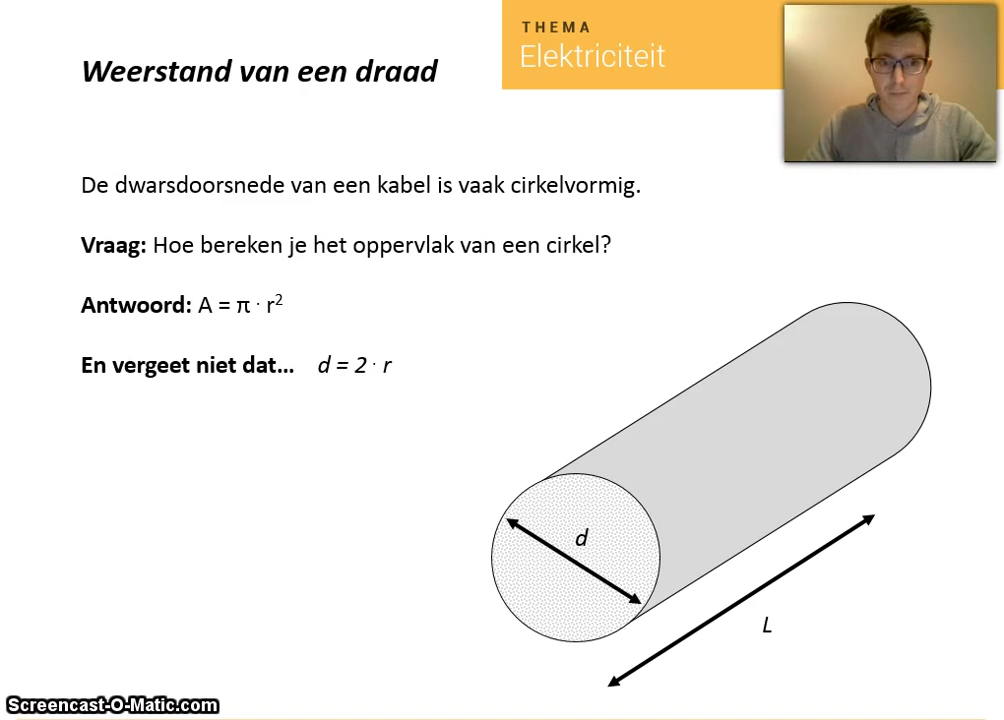 THEMA
Elektriciteit
Weerstand van een draad
De dwarsdoorsnede van een kabel is vaak cirkelvormig.
Vraag: Hoe bereken je het oppervlak van een cirkel?
Antwoord: A = π · r²
En vergeet niet dat... d = 2 · r
d
L
Screencast-O-Matic.com